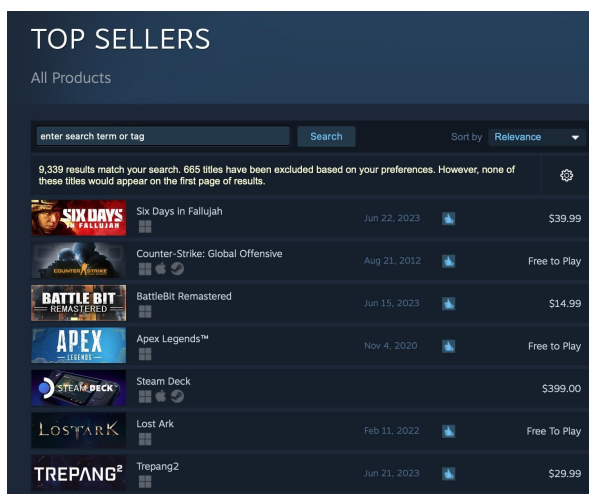 TOP SELLERS
All Products
enter search term or tag
Search
Sort by
Relevance
9,339 results match your search. 665 titles have been excluded based on your preferences. However, none of
these titles would appear on the first page of results.
SIX DAYS
IN FALLUJAH
Six Days in Fallujah
Jun 22, 2023
$39.99
COUNTER STRIKE
Counter-Strike: Global Offensive
Aug 21, 2012
Free to Play
BATTLE BIT
REMASTERED
BattleBit Remastered
Jun 15, 2023
$14.99
APEX
LEGENDS
Apex Legends™
Nov 4, 2020
Free to Play
STEAM DECK
Steam Deck
$399.00
LOST ARK
Lost Ark
Feb 11, 2022
Free To Play
TREPANG²
Trepang2
Jun 21, 2023
$29.99